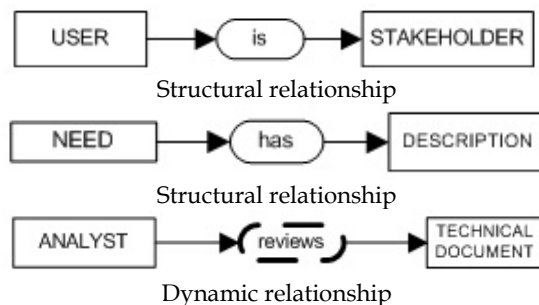 USER is STAKEHOLDER
Structural relationship
NEED has DESCRIPTION
Structural relationship
ANALYST reviews TECHNICAL DOCUMENT
Dynamic relationship